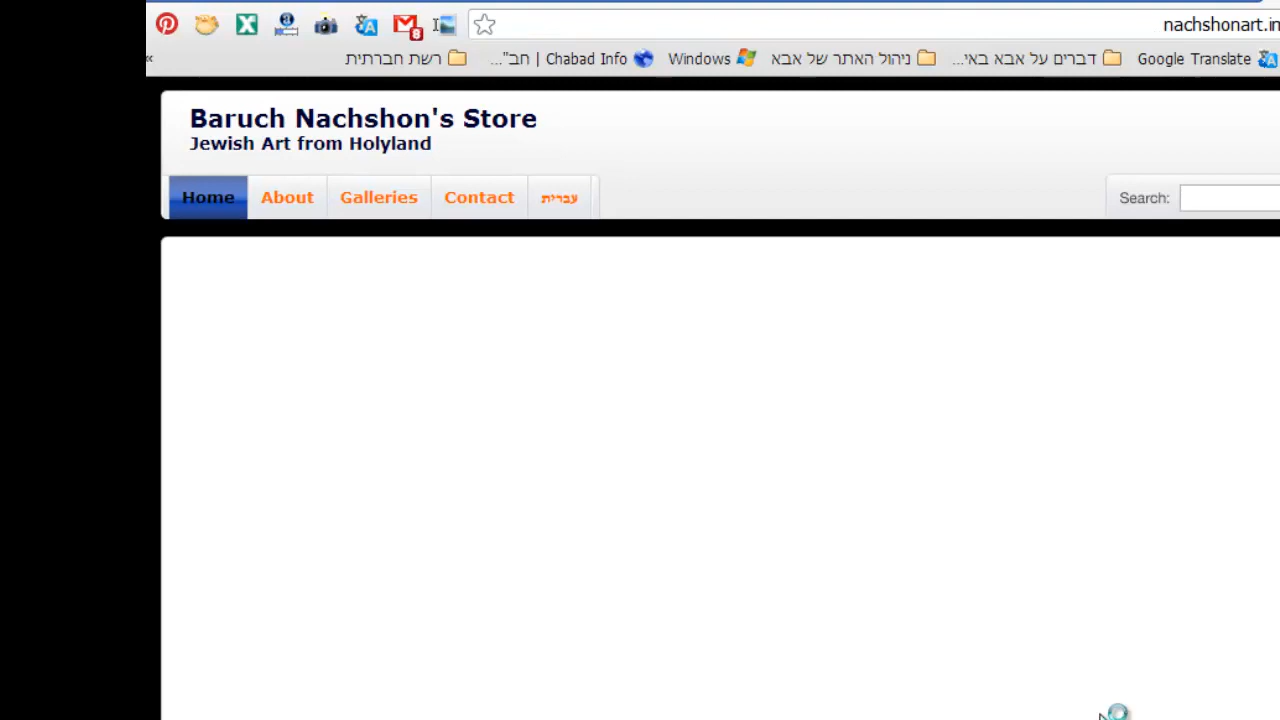 nachshonart.in
« רשת חברתית חב"... | Chabad Info Windows ניהול האתר של אבא דברים על אבא באי... Google Translate
Baruch Nachshon's Store
Jewish Art from Holyland
Home About Galleries Contact עברית Search: